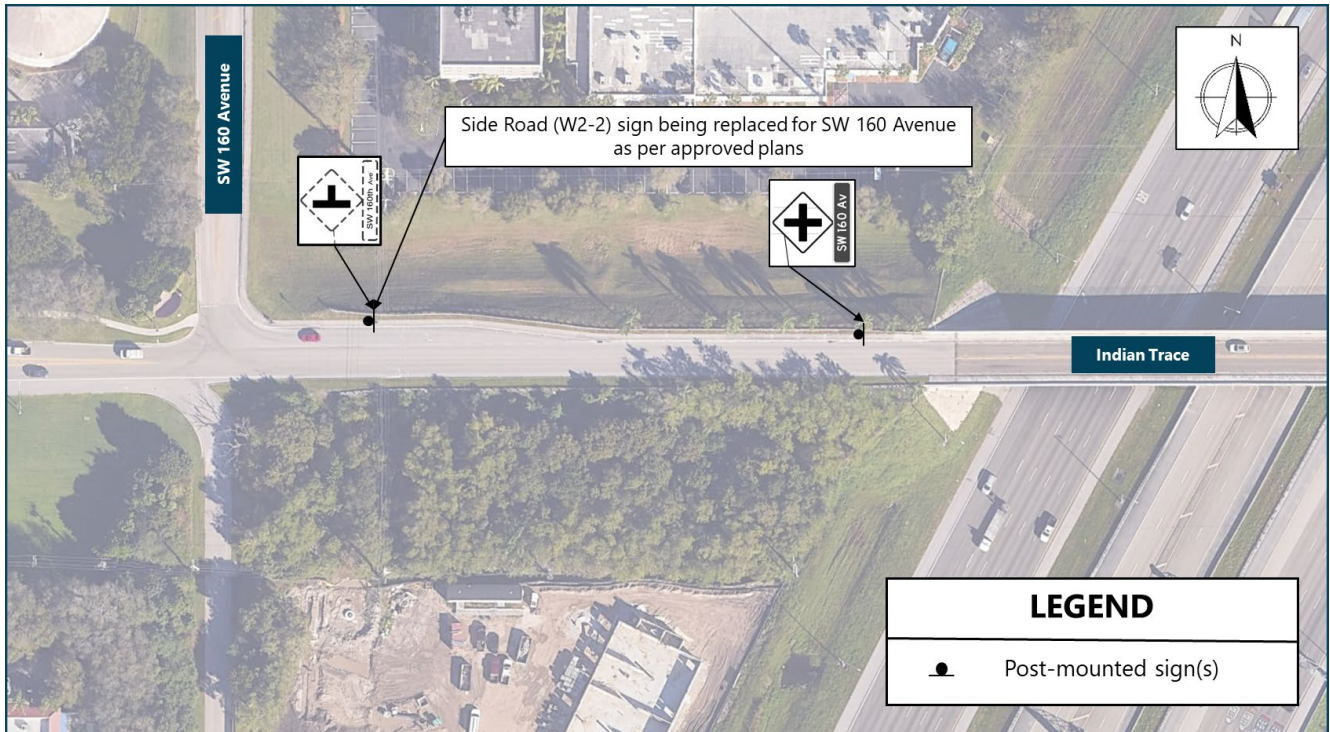 N
SW 160 Avenue
Side Road (W2-2) sign being replaced for SW 160 Avenue
as per approved plans
SW 160th Ave
SW 160 Av
Indian Trace
LEGEND
Post-mounted sign(s)